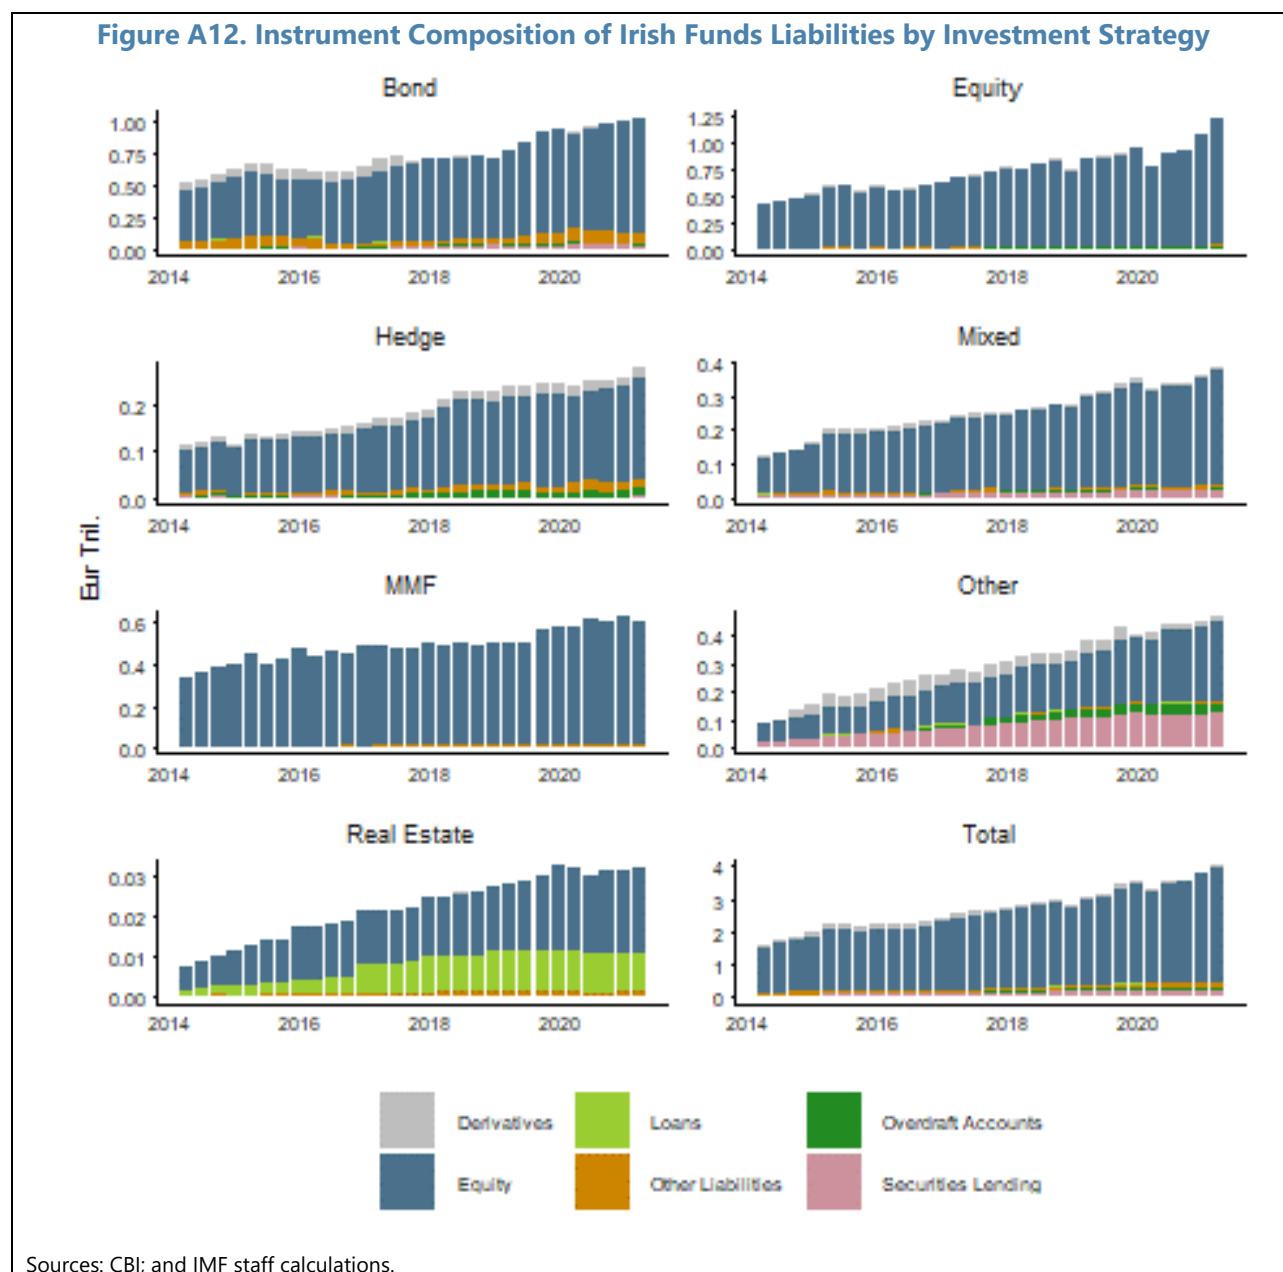 Figure A12. Instrument Composition of Irish Funds Liabilities by Investment Strategy
Bond
Equity
1.00
0.75
0.50
0.25
0.00
2014 2016 2018 2020
1.25
1.00
0.75
0.50
0.25
0.00
2014 2016 2018 2020
Hedge
Mixed
0.2
0.1
0.0
2014 2016 2018 2020
0.4
0.3
0.2
0.1
0.0
2014 2016 2018 2020
Eur Tril.
MMF
Other
0.6
0.4
0.2
0.0
2014 2016 2018 2020
0.4
0.3
0.2
0.1
0.0
2014 2016 2018 2020
Real Estate
Total
0.03
0.02
0.01
0.00
2014 2016 2018 2020
4
3
2
1
0
2014 2016 2018 2020
Derivatives Loans Overdraft Accounts
Equity Other Liabilities Securities Lending
Sources: CBI; and IMF staff calculations.